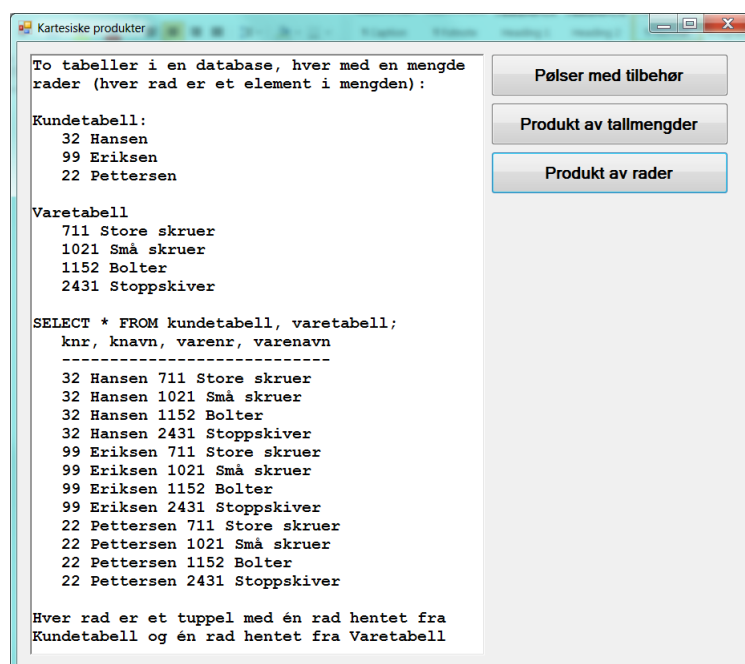 Kartesiske produkter
To tabeller i en database, hver med en mengde
rader (hver rad er et element i mengden):
Kundetabell:
32 Hansen
99 Eriksen
22 Pettersen
Varetabell
711 Store skruer
1021 Små skruer
1152 Bolter
2431 Stoppskiver
SELECT * FROM kundetabell, varetabell;
knr, knavn, varenr, varenavn
-----------------------------
32 Hansen 711 Store skruer
32 Hansen 1021 Små skruer
32 Hansen 1152 Bolter
32 Hansen 2431 Stoppskiver
99 Eriksen 711 Store skruer
99 Eriksen 1021 Små skruer
99 Eriksen 1152 Bolter
99 Eriksen 2431 Stoppskiver
22 Pettersen 711 Store skruer
22 Pettersen 1021 Små skruer
22 Pettersen 1152 Bolter
22 Pettersen 2431 Stoppskiver
Hver rad er et tuppel med én rad hentet fra
Kundetabell og én rad hentet fra Varetabell
Pølser med tilbehør
Produkt av tallmengder
Produkt av rader